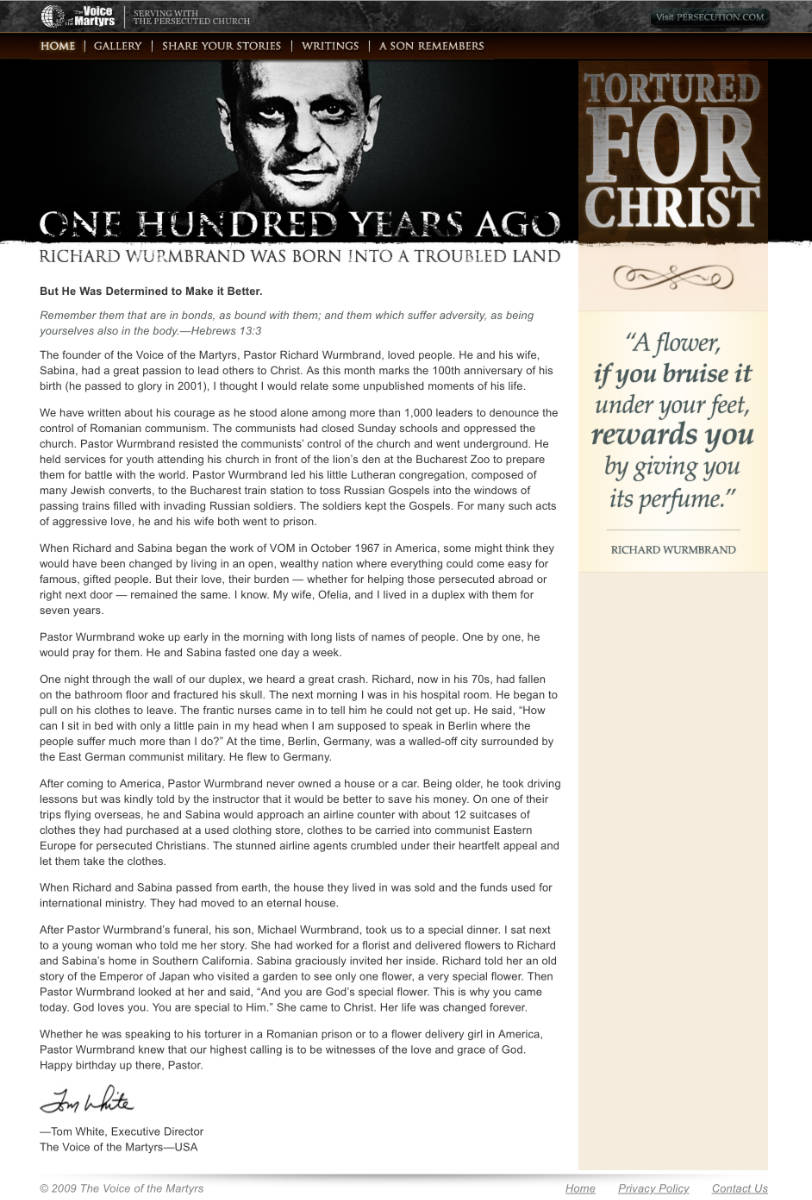 The Voice of the Martyrs
SERVING WITH
THE PERSECUTED CHURCH
Visit PERSECUTION.COM
HOME | GALLERY | SHARE YOUR STORIES | WRITINGS | A SON REMEMBERS
TORTURED
FOR
CHRIST
ONE HUNDRED YEARS AGO
RICHARD WURMBRAND WAS BORN INTO A TROUBLED LAND
But He Was Determined to Make it Better.
Remember them that are in bonds, as bound with them; and them which suffer adversity, as being
yourselves also in the body.—Hebrews 13:3
The founder of the Voice of the Martyrs, Pastor Richard Wurmbrand, loved people. He and his wife,
Sabina, had a great passion to lead others to Christ. As this month marks the 100th anniversary of his
birth (he passed to glory in 2001), I thought I would relate some unpublished moments of his life.
We have written about his courage as he stood alone among more than 1,000 leaders to denounce the
control of Romanian communism. The communists had closed Sunday schools and oppressed the
church. Pastor Wurmbrand resisted the communists' control of the church and went underground. He
held services for youth attending his church in front of the lion's den at the Bucharest Zoo to prepare
them for battle with the world. Pastor Wurmbrand led his little Lutheran congregation, composed of
many Jewish converts, to the Bucharest train station to toss Russian Gospels into the windows of
passing trains filled with invading Russian soldiers. The soldiers kept the Gospels. For many such acts
of aggressive love, he and his wife both went to prison.
When Richard and Sabina began the work of VOM in October 1967 in America, some might think they
would have been changed by living in an open, wealthy nation where everything could come easy for
famous, gifted people. But their love, their burden — whether for helping those persecuted abroad or
right next door — remained the same. I know. My wife, Ofelia, and I lived in a duplex with them for
seven years.
Pastor Wurmbrand woke up early in the morning with long lists of names of people. One by one, he
would pray for them. He and Sabina fasted one day a week.
One night through the wall of our duplex, we heard a great crash. Richard, now in his 70s, had fallen
on the bathroom floor and fractured his skull. The next morning I was in his hospital room. He began to
pull on his clothes to leave. The frantic nurses came in to tell him he could not get up. He said, “How
can I sit in bed with only a little pain in my head when I am supposed to speak in Berlin where the
people suffer much more than I do?” At the time, Berlin, Germany, was a walled-off city surrounded by
the East German communist military. He flew to Germany.
After coming to America, Pastor Wurmbrand never owned a house or a car. Being older, he took driving
lessons but was kindly told by the instructor that it would be better to save his money. On one of their
trips flying overseas, he and Sabina would approach an airline counter with about 12 suitcases of
clothes they had purchased at a used clothing store, clothes to be carried into communist Eastern
Europe for persecuted Christians. The stunned airline agents crumbled under their heartfelt appeal and
let them take the clothes.
When Richard and Sabina passed from earth, the house they lived in was sold and the funds used for
international ministry. They had moved to an eternal house.
After Pastor Wurmbrand's funeral, his son, Michael Wurmbrand, took us to a special dinner. I sat next
to a young woman who told me her story. She had worked for a florist and delivered flowers to Richard
and Sabina's home in Southern California. Sabina graciously invited her inside. Richard told her an old
story of the Emperor of Japan who visited a garden to see only one flower, a very special flower. Then
Pastor Wurmbrand looked at her and said, “And you are God's special flower. This is why you came
today. God loves you. You are special to Him.” She came to Christ. Her life was changed forever.
Whether he was speaking to his torturer in a Romanian prison or to a flower delivery girl in America,
Pastor Wurmbrand knew that our highest calling is to be witnesses of the love and grace of God.
Happy birthday up there, Pastor.
Tom White
—Tom White, Executive Director
The Voice of the Martyrs—USA
“A flower,
if you bruise it
under your feet,
rewards you
by giving you
its perfume.”
RICHARD WURMBRAND
© 2009 The Voice of the Martyrs
Home Privacy Policy Contact Us